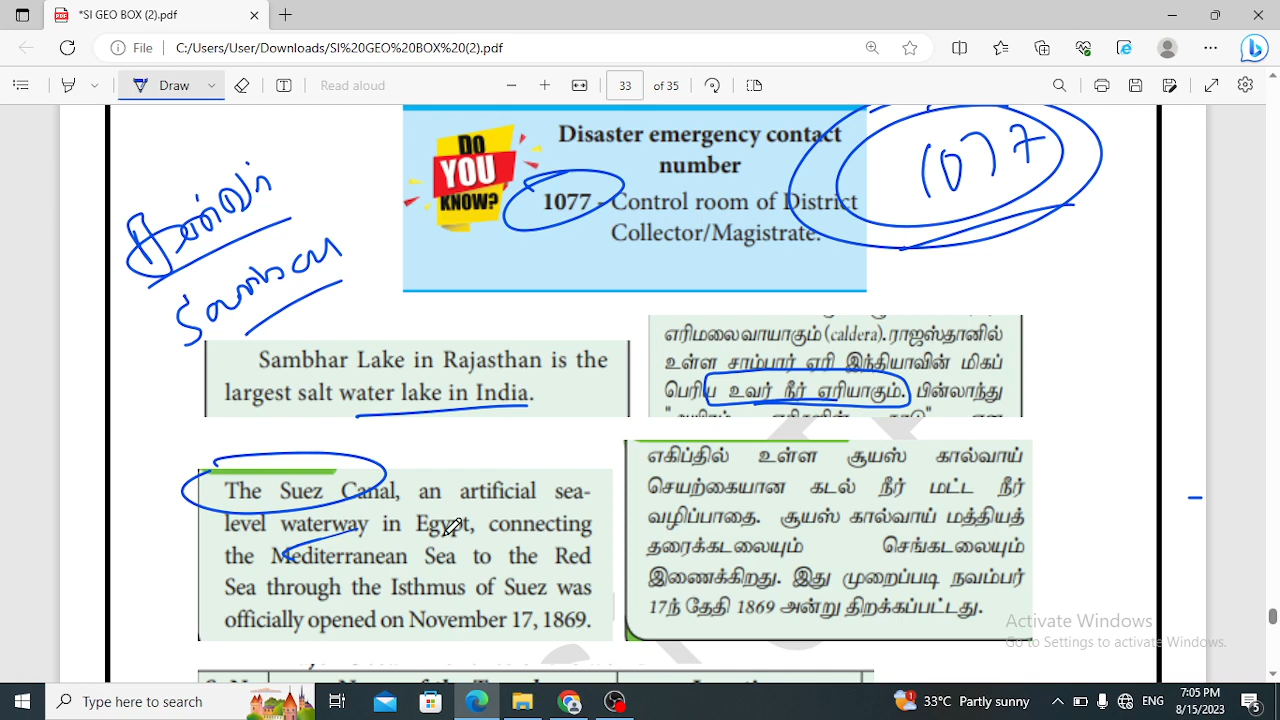 *SI GEO BOX (2).pdf
File
C:/Users/User/Downloads/SI%20GEO%20BOX%20(2).pdf
Draw
Read aloud
33
of 35
DO
YOU
KNOW?
Disaster emergency contact
number
1077 - Control room of District
Collector/Magistrate.
1077
Sambhar Lake in Rajasthan is the
largest salt water lake in India.
எரிமலைவாயாகும் (caldera). ராஜஸ்தானில்
உள்ள சாம்பார் ஏரி இந்தியாவின் மிகப்
பெரிய உவர் நீர் ஏரியாகும். பின்லாந்து
The Suez Canal, an artificial sea-
level waterway in Egypt, connecting
the Mediterranean Sea to the Red
Sea through the Isthmus of Suez was
officially opened on November 17, 1869.
எகிப்தில் உள்ள சூயஸ் கால்வாய்
செயற்கையான கடல் நீர் மட்ட நீர்
வழிப்பாதை. சூயஸ் கால்வாய் மத்தியத்
தரைக்கடலையும் செங்கடலையும்
இணைக்கிறது. இது முறைப்படி நவம்பர்
17ந் தேதி 1869 அன்று திறக்கப்பட்டது.
Activate Windows
Go to Settings to activate Windows.
Type here to search
33°C Partly sunny
ENG
7:05 PM
8/15/2023
5